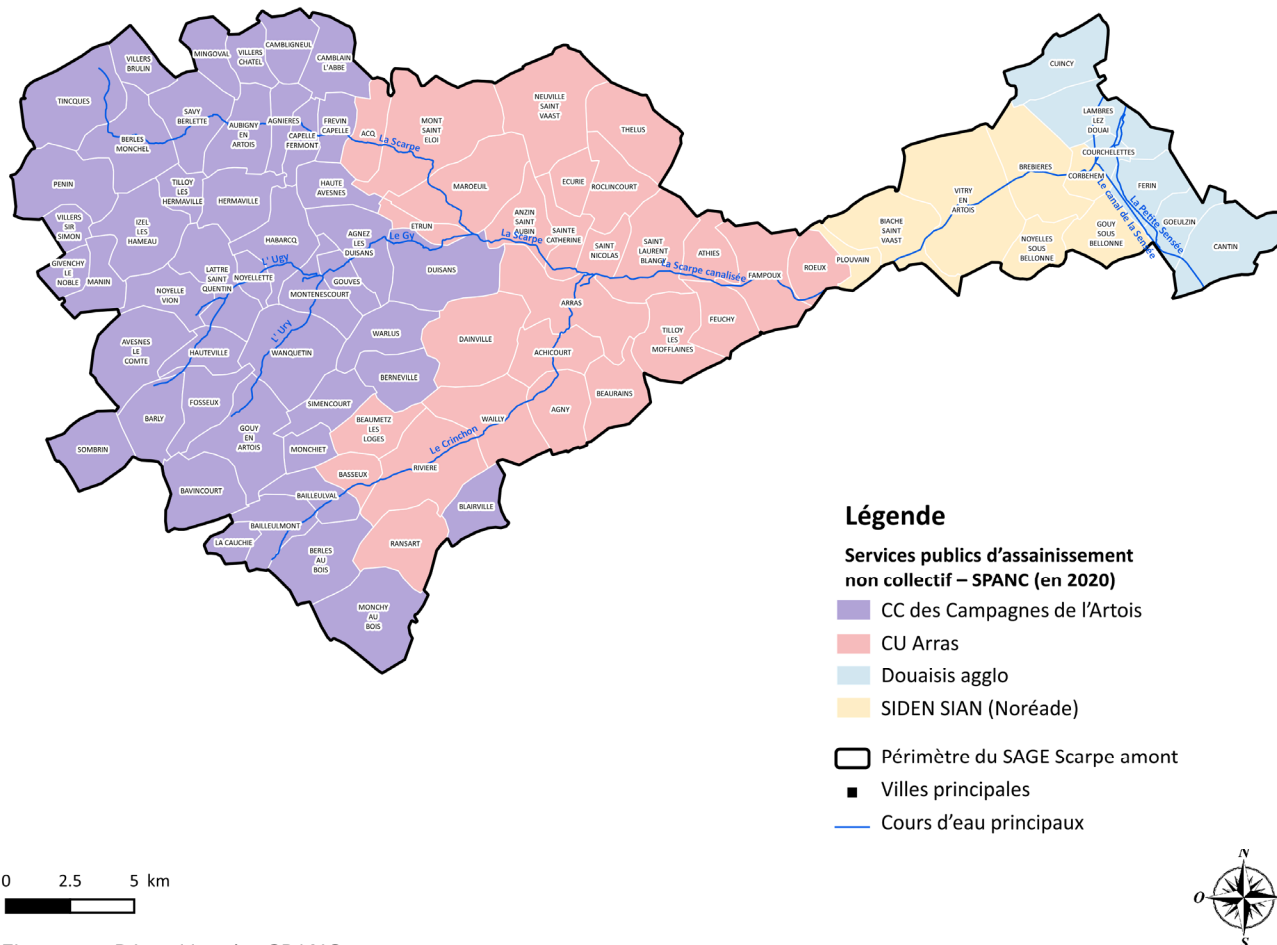 VILLERS
BRULIN
MINGOVAL
VILLERS
CHATEL
CAMBLIGNEUL
CAMBLAIN
L'ABBE
TINCQUES
SAVY
BERLETTE
BERLES
MONCHEL
AUBIGNY
EN
ARTOIS
AGNIERES
CAPELLE
FERMONT
FREVIN
CAPELLE
ACQ
MONT
SAINT
ELOI
NEUVILLE
SAINT
VAAST
THELUS
La Scarpe
PENIN
TILLOY
LES
HERMAVILLE
HERMAVILLE
HAUTE
AVESNES
MAROEUIL
ECURIE
ROCLINCOURT
VILLERS
SIR
SIMON
IZEL
LES
HAMEAU
HABARCQ
AGNEZ
LES
DUISANS
ETRUN
Le Gy
ANZIN
SAINT
AUBIN
La Scarpe
SAINTE
CATHERINE
SAINT
NICOLAS
SAINT
LAURENT
BLANGY
ATHIES
La Scarpe canalisée
FAMPOUX
ROEUX
GIVENCHY
LE
NOBLE
MANIN
LATTRE
SAINT
QUENTIN
L' Ugy
NOYELLETTE
GOUVES
MONTENESCOURT
DUISANS
NOYELLE
VION
ARRAS
FEUCHY
TILLOY
LES
MOFFLAINES
AVESNES
LE
COMTE
HAUTEVILLE
L' Ury
WANQUETIN
WARLUS
DAINVILLE
ACHICOURT
BERNEVILLE
BEAURAINS
BARLY
FOSSEUX
SIMENCOURT
BEAUMETZ
LES
LOGES
WAILLY
AGNY
GOUY
EN
ARTOIS
MONCHIET
Le Crinchon
SOMBRIN
BASSEUX
RIVIERE
BAVINCOURT
BAILLEULVAL
BLAIRVILLE
BAILLEULMONT
LA CAUCHIE
BERLES
AU
BOIS
RANSART
MONCHY
AU
BOIS
CUINCY
LAMBRES
LEZ
DOUAI
COURCHELETTES
BREBIERES
CORBEHEM
FERIN
VITRY
EN
ARTOIS
Le canal de la Sensée
La Petite Sensée
GOEULZIN
BIACHE
SAINT
VAAST
GOUY
SOUS
BELLONNE
CANTIN
NOYELLES
SOUS
BELLONNE
PLOUVAIN
Légende
Services publics d’assainissement
non collectif – SPANC (en 2020)
CC des Campagnes de l’Artois
CU Arras
Douaisis agglo
SIDEN SIAN (Noréade)
Périmètre du SAGE Scarpe amont
Villes principales
Cours d’eau principaux
0 2.5 5 km
N
O
S